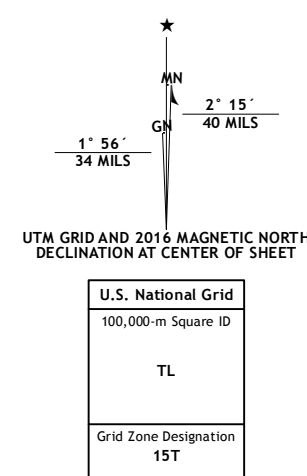 ★
MN
2° 15´
40 MILS
GN
1° 56´
34 MILS
UTM GRID AND 2016 MAGNETIC NORTH
DECLINATION AT CENTER OF SHEET
U.S. National Grid
100,000-m Square ID
TL
Grid Zone Designation
15T